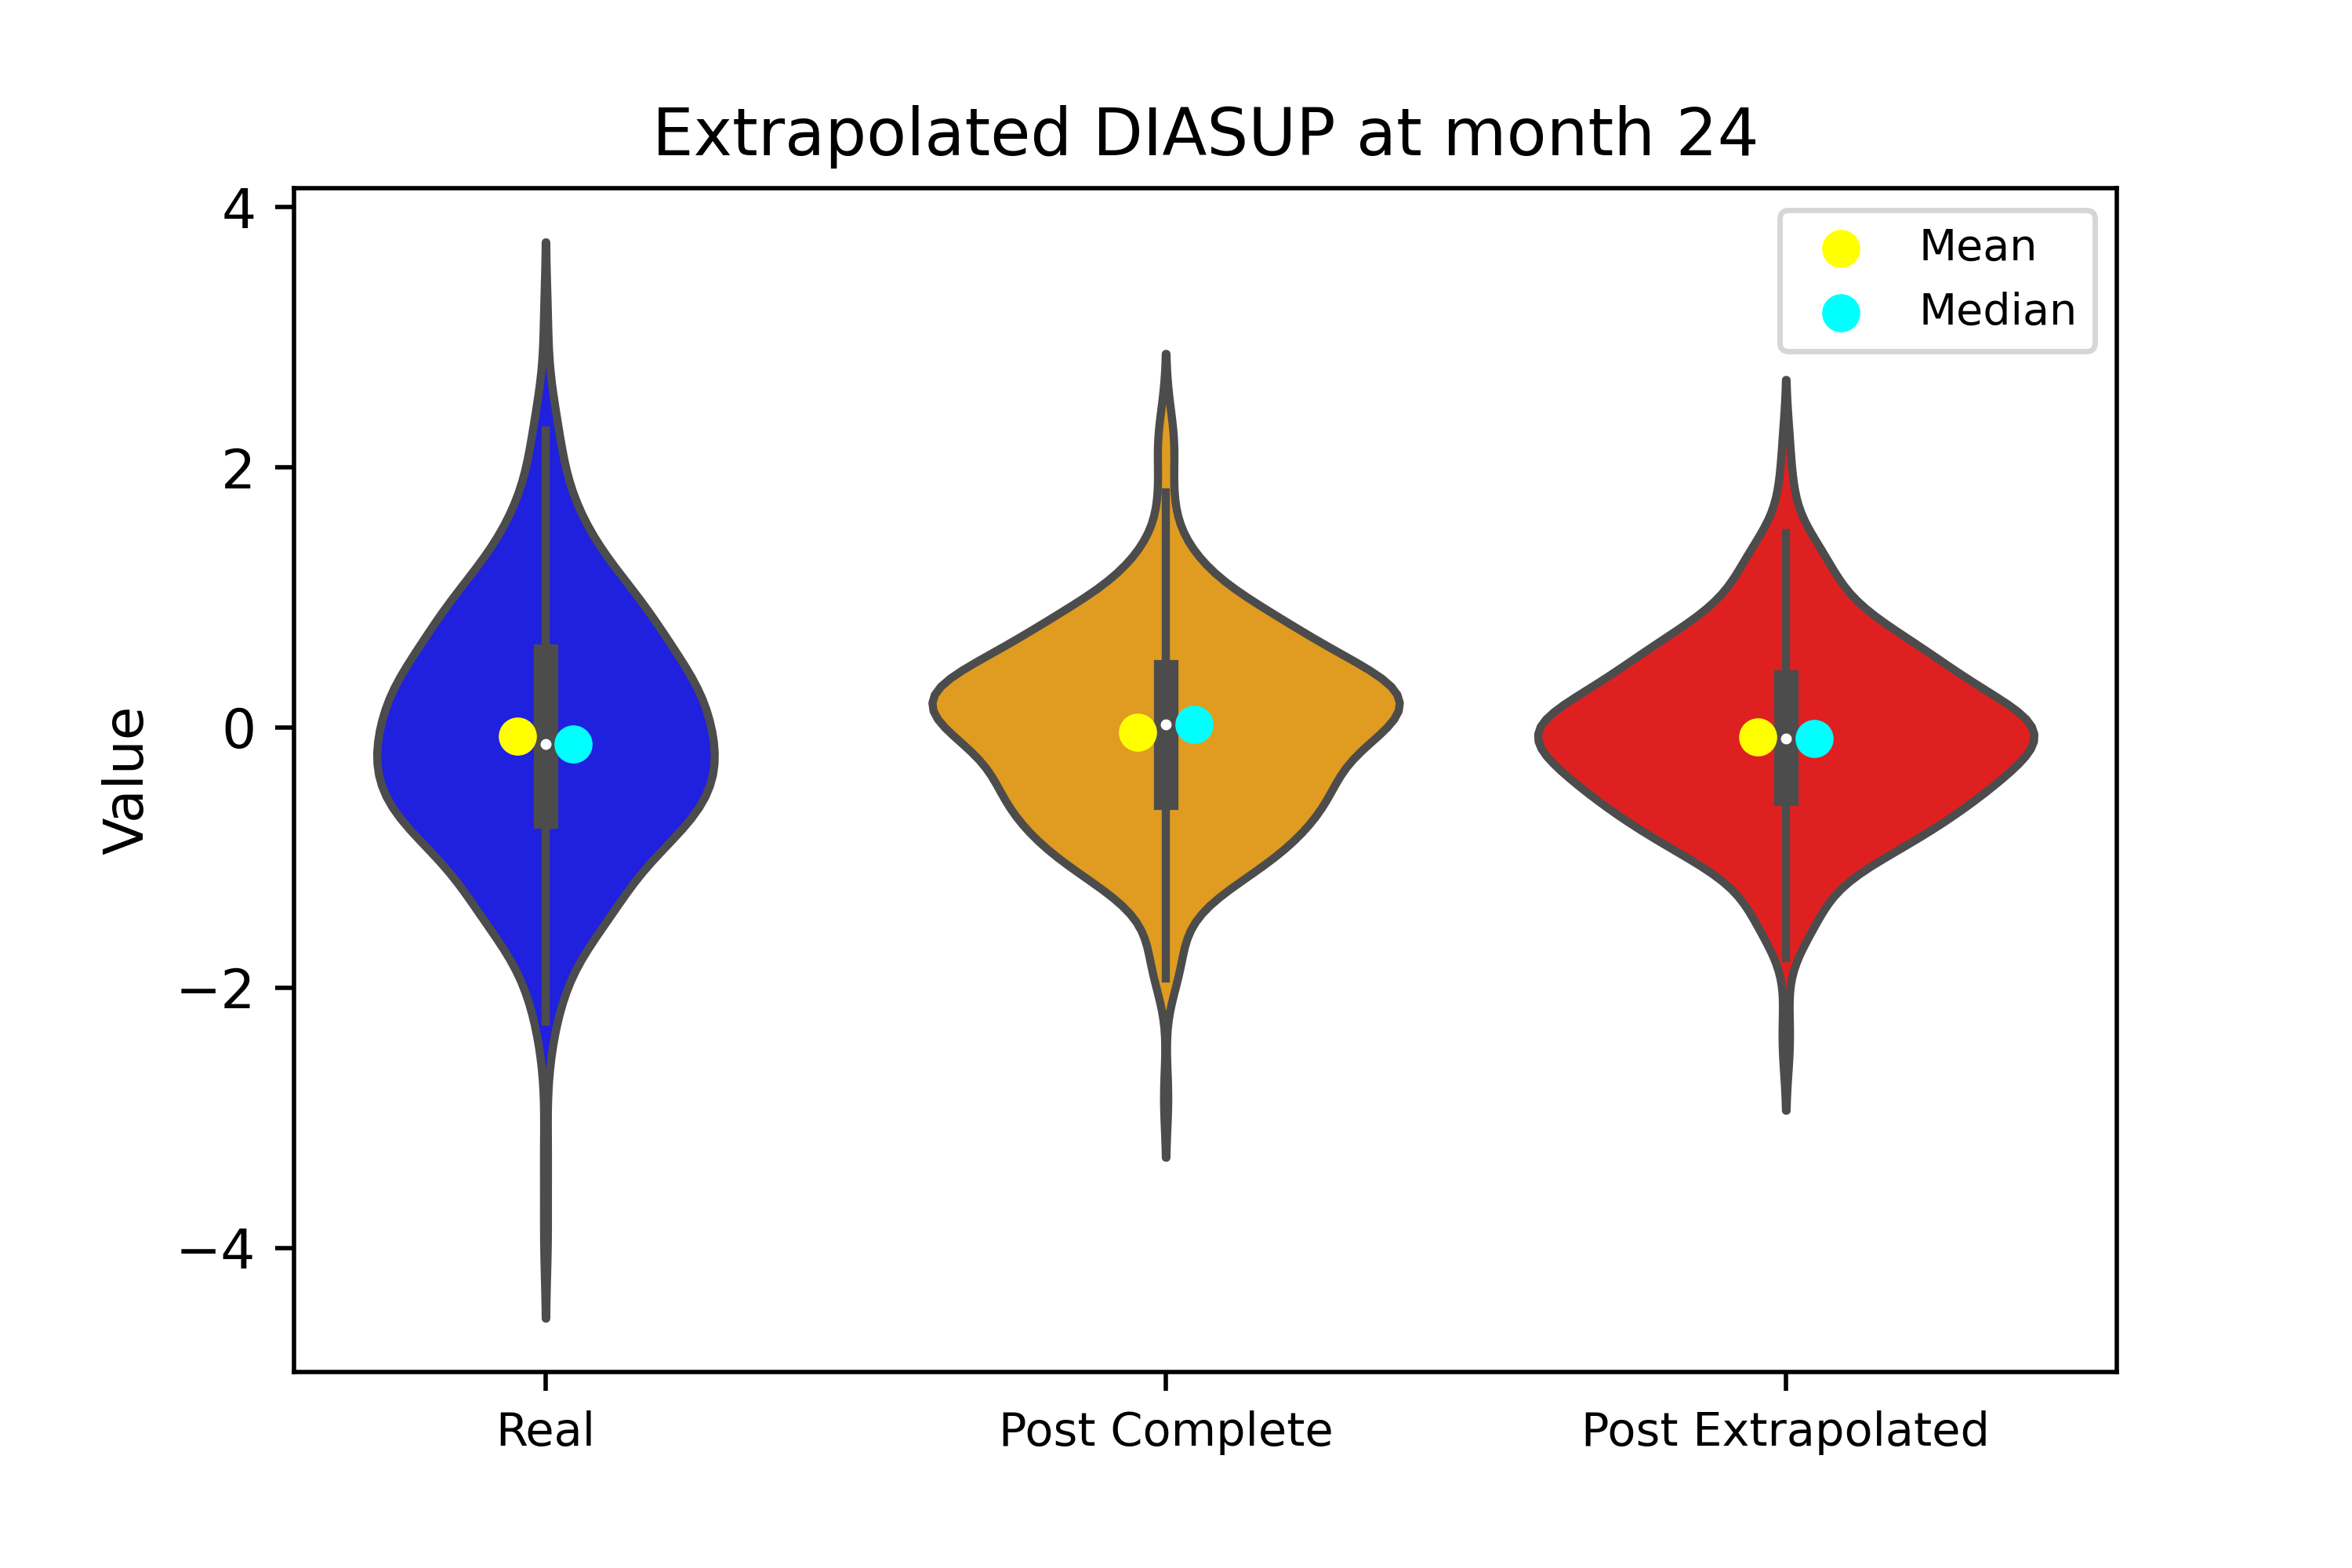 Extrapolated DIASUP at month 24
Mean
Median
4
2
0
−2
−4
Value
Real
Post Complete
Post Extrapolated